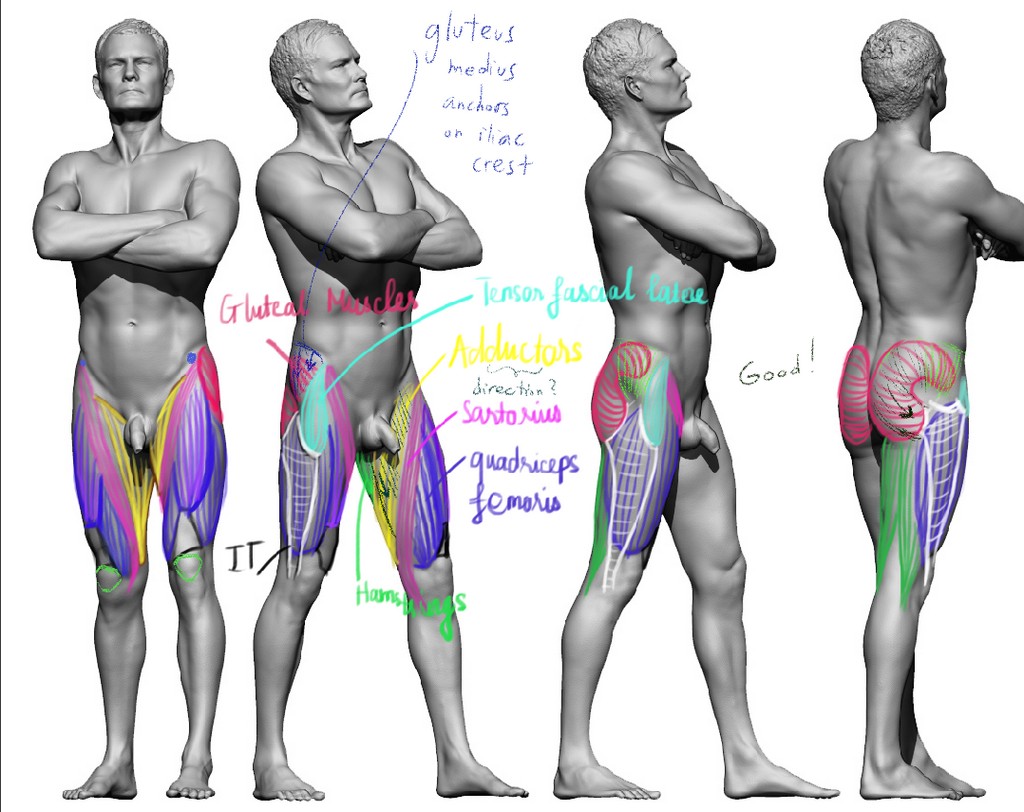 gluteus
medius
anchors
on iliac
crest
Gluteal Muscles
Tensor fascial latae
Adductors
direction?
Good!
Sartorius
quadriceps
femoris
IT
Hamstrings